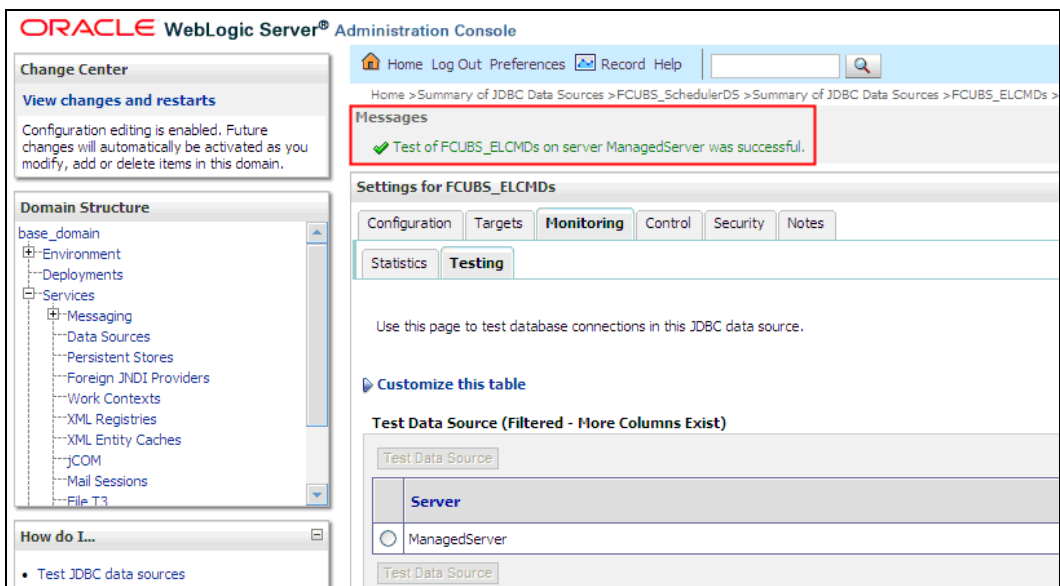 ORACLE WebLogic Server® Administration Console
Change Center
View changes and restarts
Configuration editing is enabled. Future
changes will automatically be activated as you
modify, add or delete items in this domain.
Domain Structure
base_domain
Environment
Deployments
Services
Messaging
Data Sources
Persistent Stores
Foreign JNDI Providers
Work Contexts
XML Registries
XML Entity Caches
jCOM
Mail Sessions
File T3
How do I...
• Test JDBC data sources
Home Log Out Preferences Record Help
Home >Summary of JDBC Data Sources >FCUBS_SchedulerDS >Summary of JDBC Data Sources >FCUBS_ELCMDs >
Messages
Test of FCUBS_ELCMDs on server ManagedServer was successful.
Settings for FCUBS_ELCMDs
Configuration Targets Monitoring Control Security Notes
Statistics Testing
Use this page to test database connections in this JDBC data source.
Customize this table
Test Data Source (Filtered - More Columns Exist)
Test Data Source
Server
ManagedServer
Test Data Source